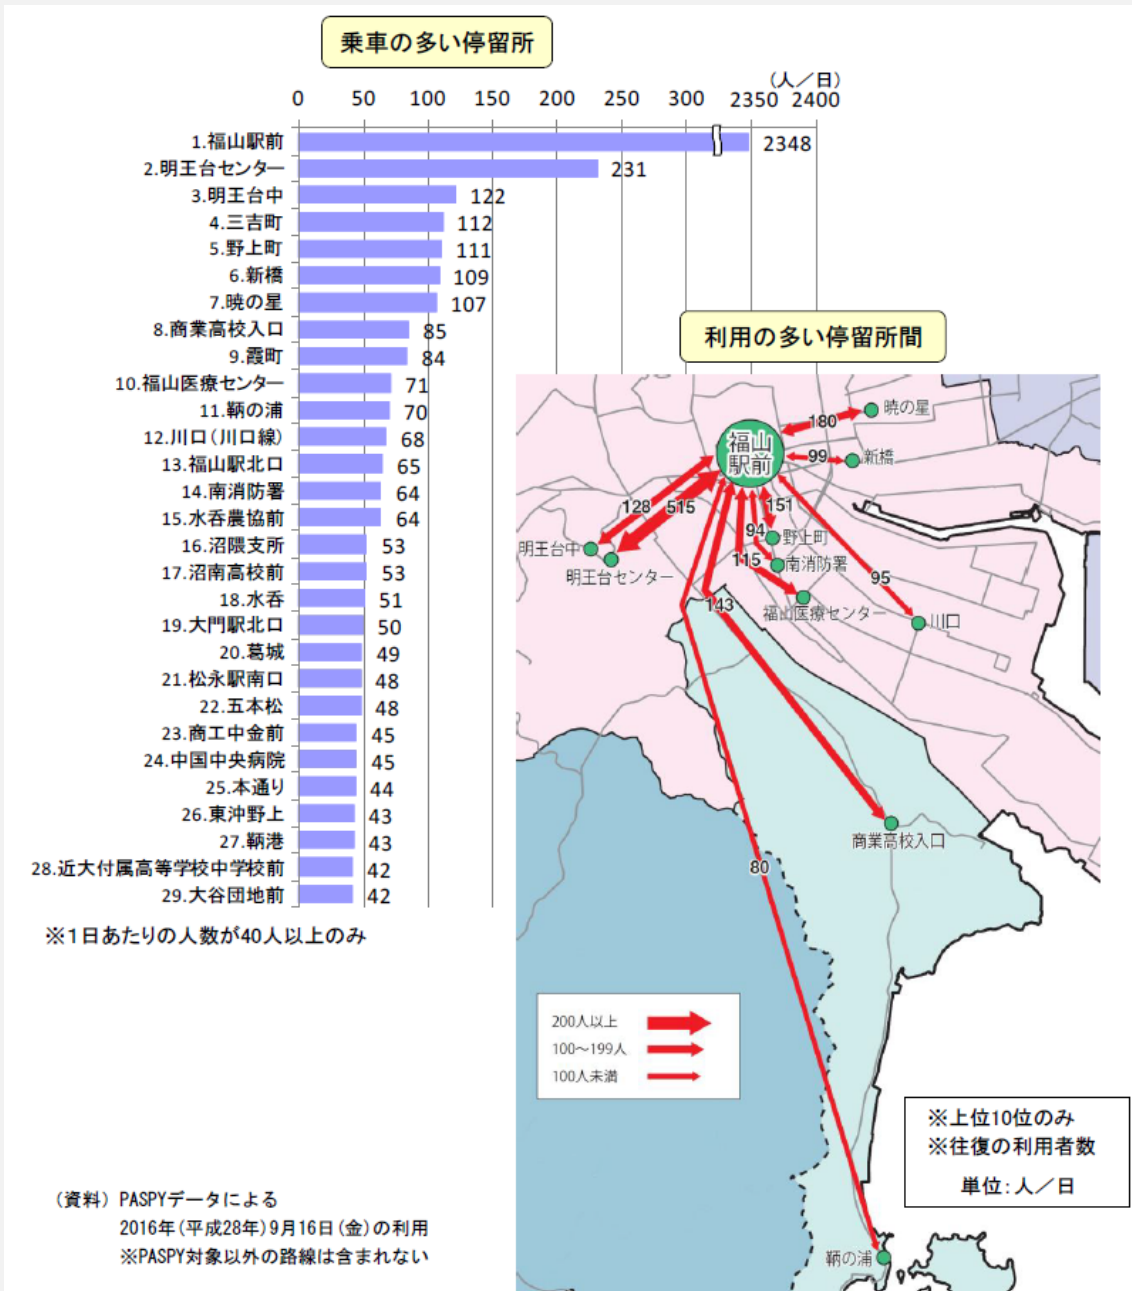 乗車の多い停留所
(人／日)
0 50 100 150 200 250 300 2350 2400
1.福山駅前 2348
2.明王台センター 231
3.明王台中 122
4.三吉町 112
5.野上町 111
6.新橋 109
7.暁の星 107
8.商業高校入口 85
9.霞町 84
10.福山医療センター 71
11.鞆の浦 70
12.川口(川口線) 68
13.福山駅北口 65
14.南消防署 64
15.水呑農協前 64
16.沼隈支所 53
17.沼南高校前 53
18.水呑 51
19.大門駅北口 50
20.葛城 49
21.松永駅南口 48
22.五本松 48
23.商工中金前 45
24.中国中央病院 45
25.本通り 44
26.東沖野上 43
27.鞆港 43
28.近大付属高等学校中学校前 42
29.大谷団地前 42
※1日あたりの人数が40人以上のみ
利用の多い停留所間
暁の星
180
福山
駅前
99
新橋
128
515
151
94
野上町
明王台中
115
南消防署
明王台センター
95
143
福山医療センター
川口
商業高校入口
80
200人以上
100～199人
100人未満
※上位10位のみ
※往復の利用者数
単位：人／日
鞆の浦
(資料) PASPYデータによる
2016年(平成28年)9月16日(金)の利用
※PASPY対象以外の路線は含まれない